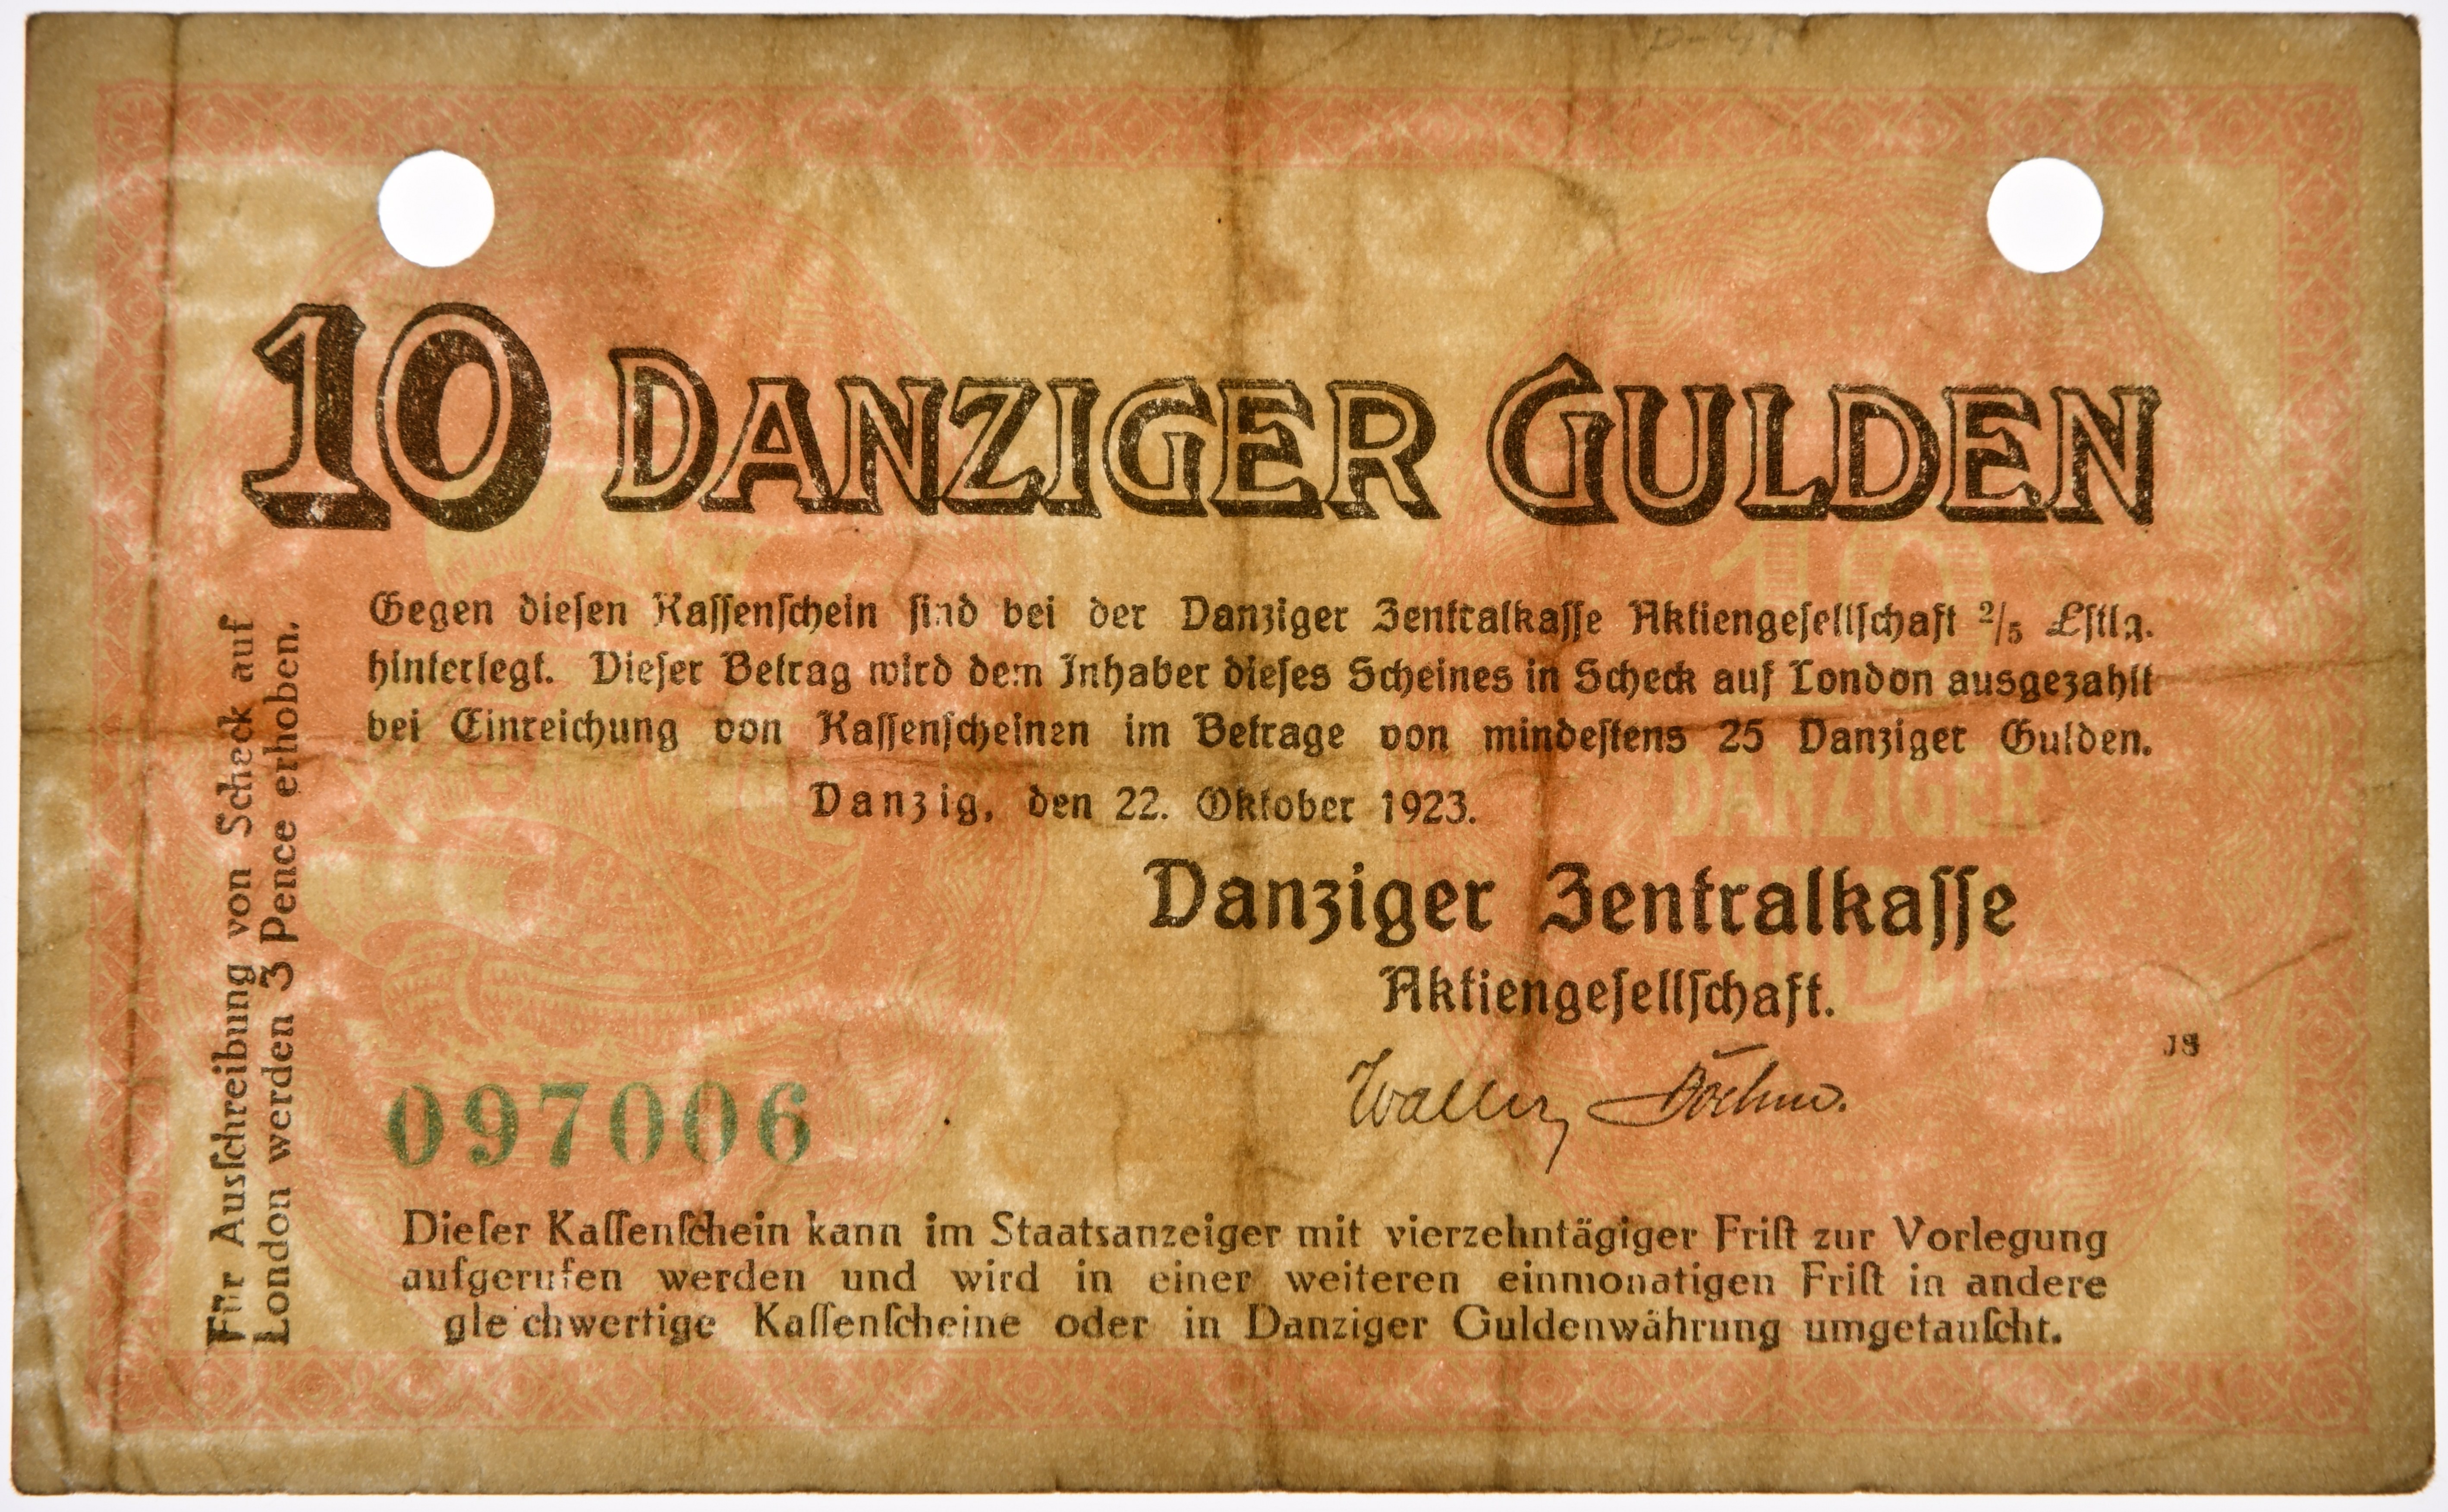 10 DANZIGER GULDEN
Gegen dieſen Kaſſenſchein ſind bei der Danziger Zentralkaſſe Aktiengeſellſchaft 2/5 £ſtlg.
hinterlegt. Dieſer Betrag wird dem Inhaber dieſes Scheines in Scheck auf London ausgezahlt
bei Einreichung von Kaſſenſcheinen im Betrage von mindeſtens 25 Danziger Gulden.
Danzig, den 22. Oktober 1923.
Danziger Zentralkaſſe
Aktiengeſellſchaft.
JS
097006
Dieſer Kaſſenſchein kann im Staatsanzeiger mit vierzehntägiger Friſt zur Vorlegung
aufgerufen werden und wird in einer weiteren einmonatigen Friſt in andere
gleichwertige Kaſſenſcheine oder in Danziger Guldenwährung umgetauſcht.
Für Ausſchreibung von Scheck auf
London werden 3 Pence erhoben.
10
DANZIGER
GULDEN